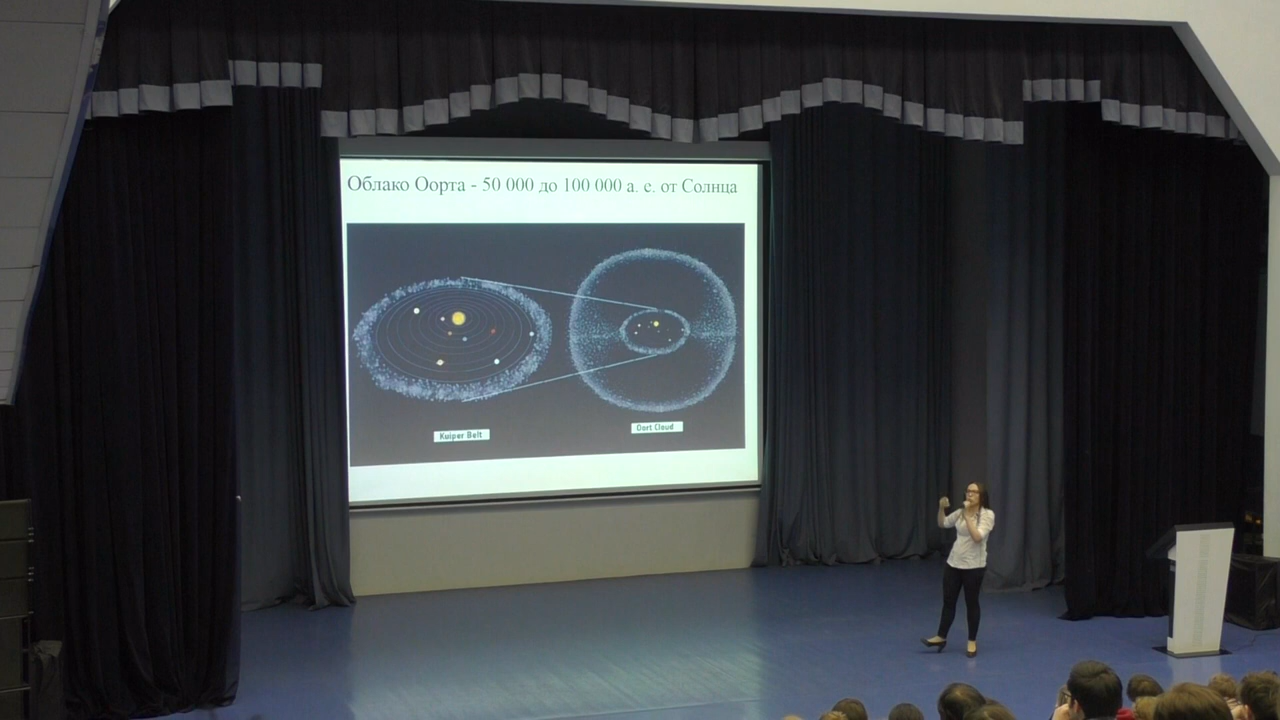 Облако Оорта - 50 000 до 100 000 а. е. от Солнца
Kuiper Belt
Oort Cloud